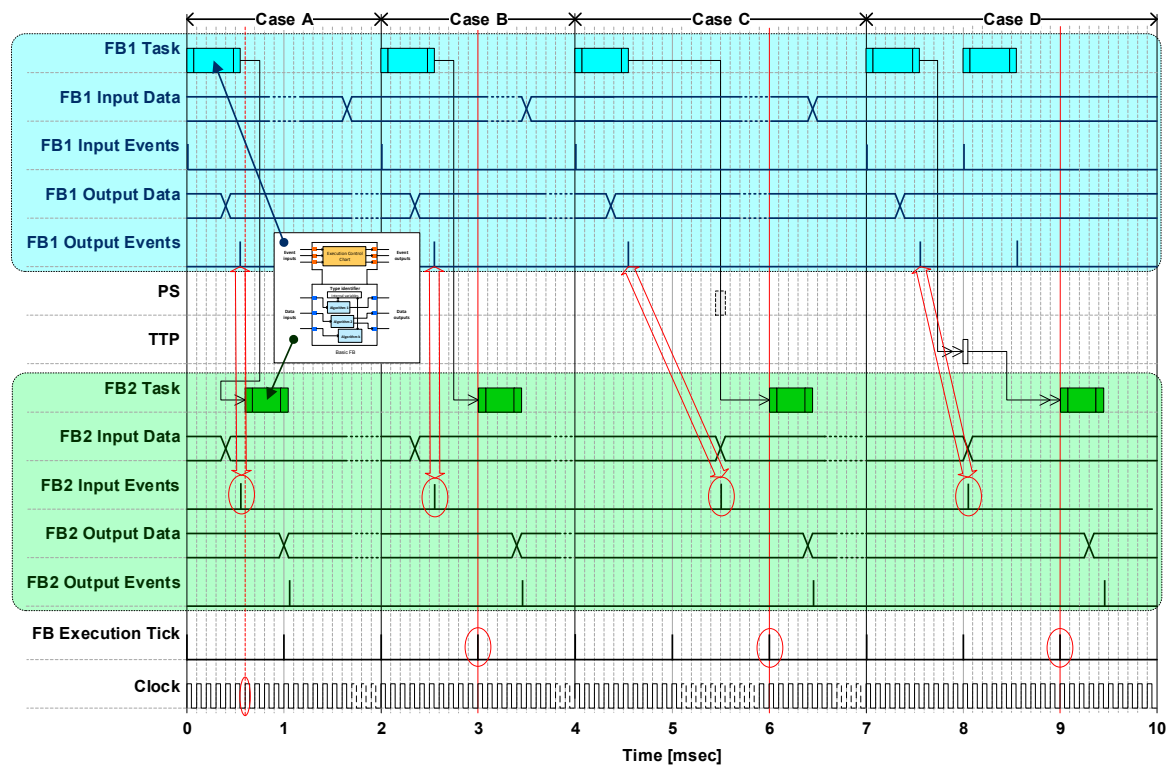 Case A Case B Case C Case D
FB1 Task
FB1 Input Data
FB1 Input Events
FB1 Output Data
FB1 Output Events
Event inputs
Execution Control Chart
Event outputs
Type identifier
Data inputs
Algorithm 1
Algorithm 2
Data outputs
Basic FB
PS
TTP
FB2 Task
FB2 Input Data
FB2 Input Events
FB2 Output Data
FB2 Output Events
FB Execution Tick
Clock
0 1 2 3 4 5 6 7 8 9 10
Time [msec]